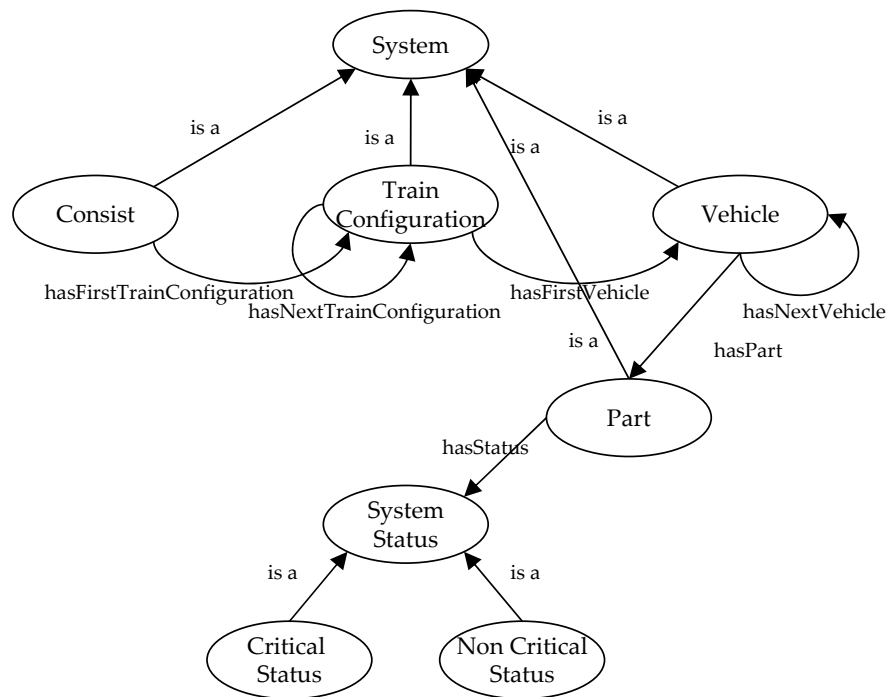 System
is a
is a
is a
is a
Consist
Train
Configuration
Vehicle
hasFirstTrainConfiguration
hasNextTrainConfiguration
hasFirstVehicle
hasNextVehicle
is a
hasPart
Part
hasStatus
System
Status
is a
is a
Critical
Status
Non Critical
Status